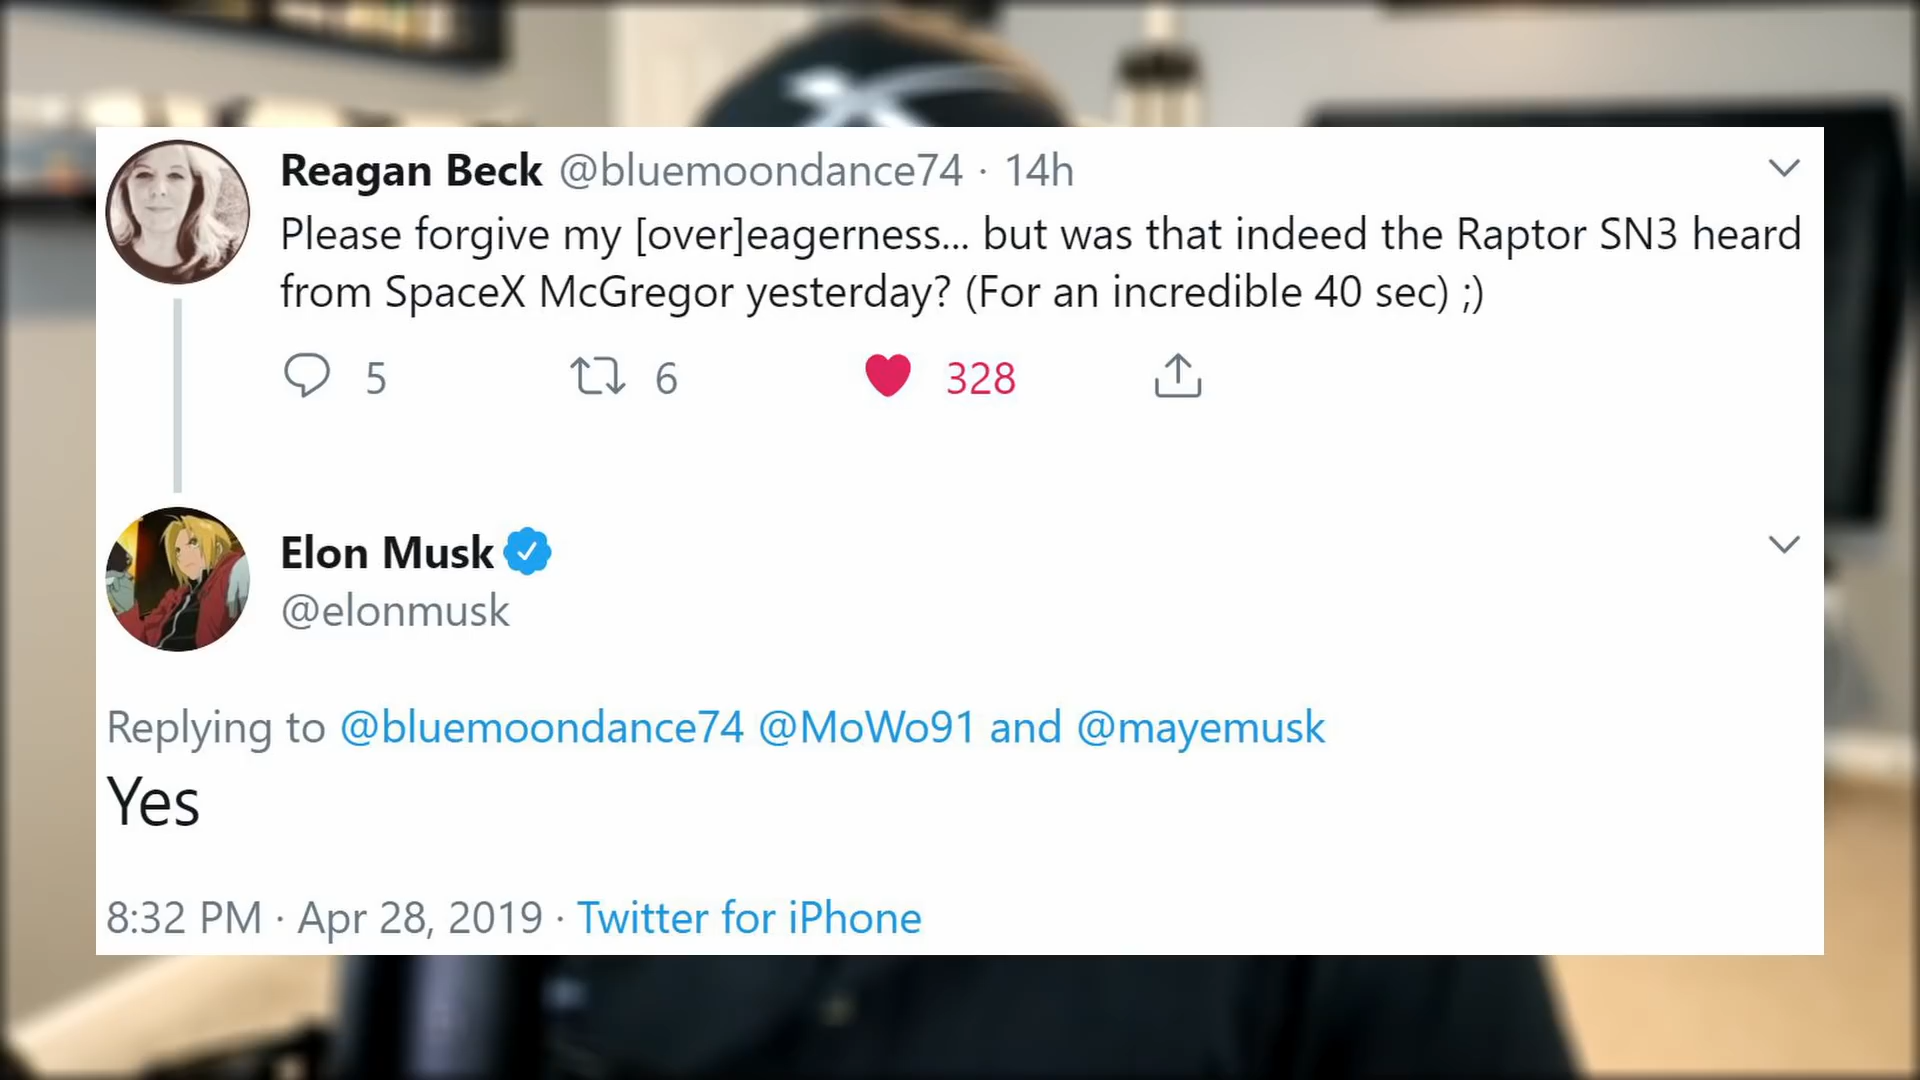 Reagan Beck @bluemoondance74 · 14h
Please forgive my [over]eagerness... but was that indeed the Raptor SN3 heard
from SpaceX McGregor yesterday? (For an incredible 40 sec) ;)
5 6 328
Elon Musk
@elonmusk
Replying to @bluemoondance74 @MoWo91 and @mayemusk
Yes
8:32 PM · Apr 28, 2019 · Twitter for iPhone